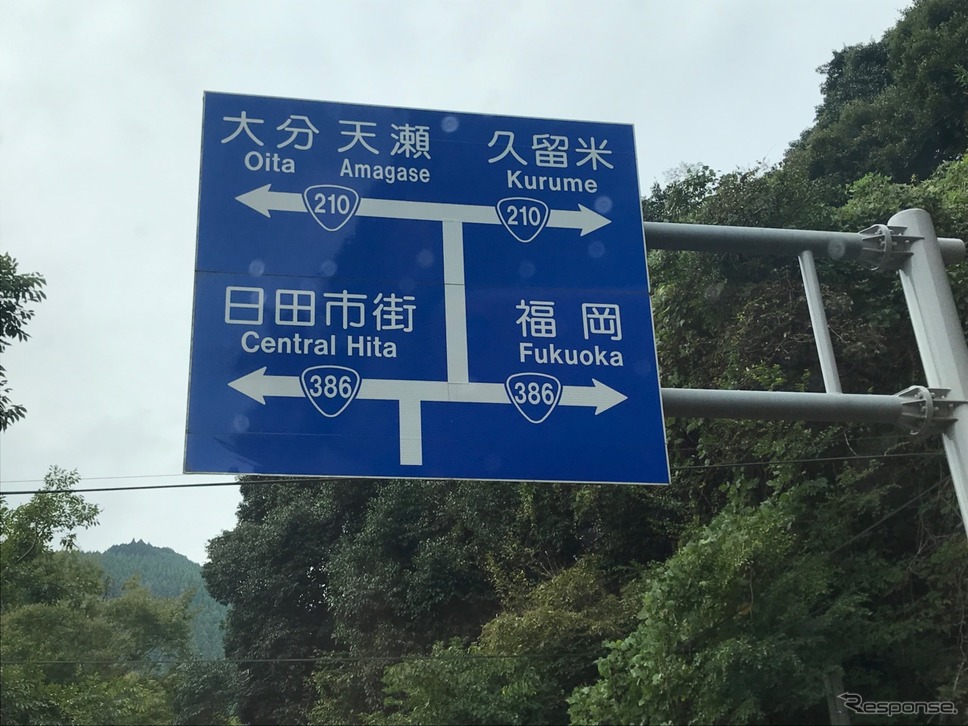 大分 天瀬 久留米
Oita Amagase Kurume
210 210
日田市街 福岡
Central Hita Fukuoka
386 386
Response.